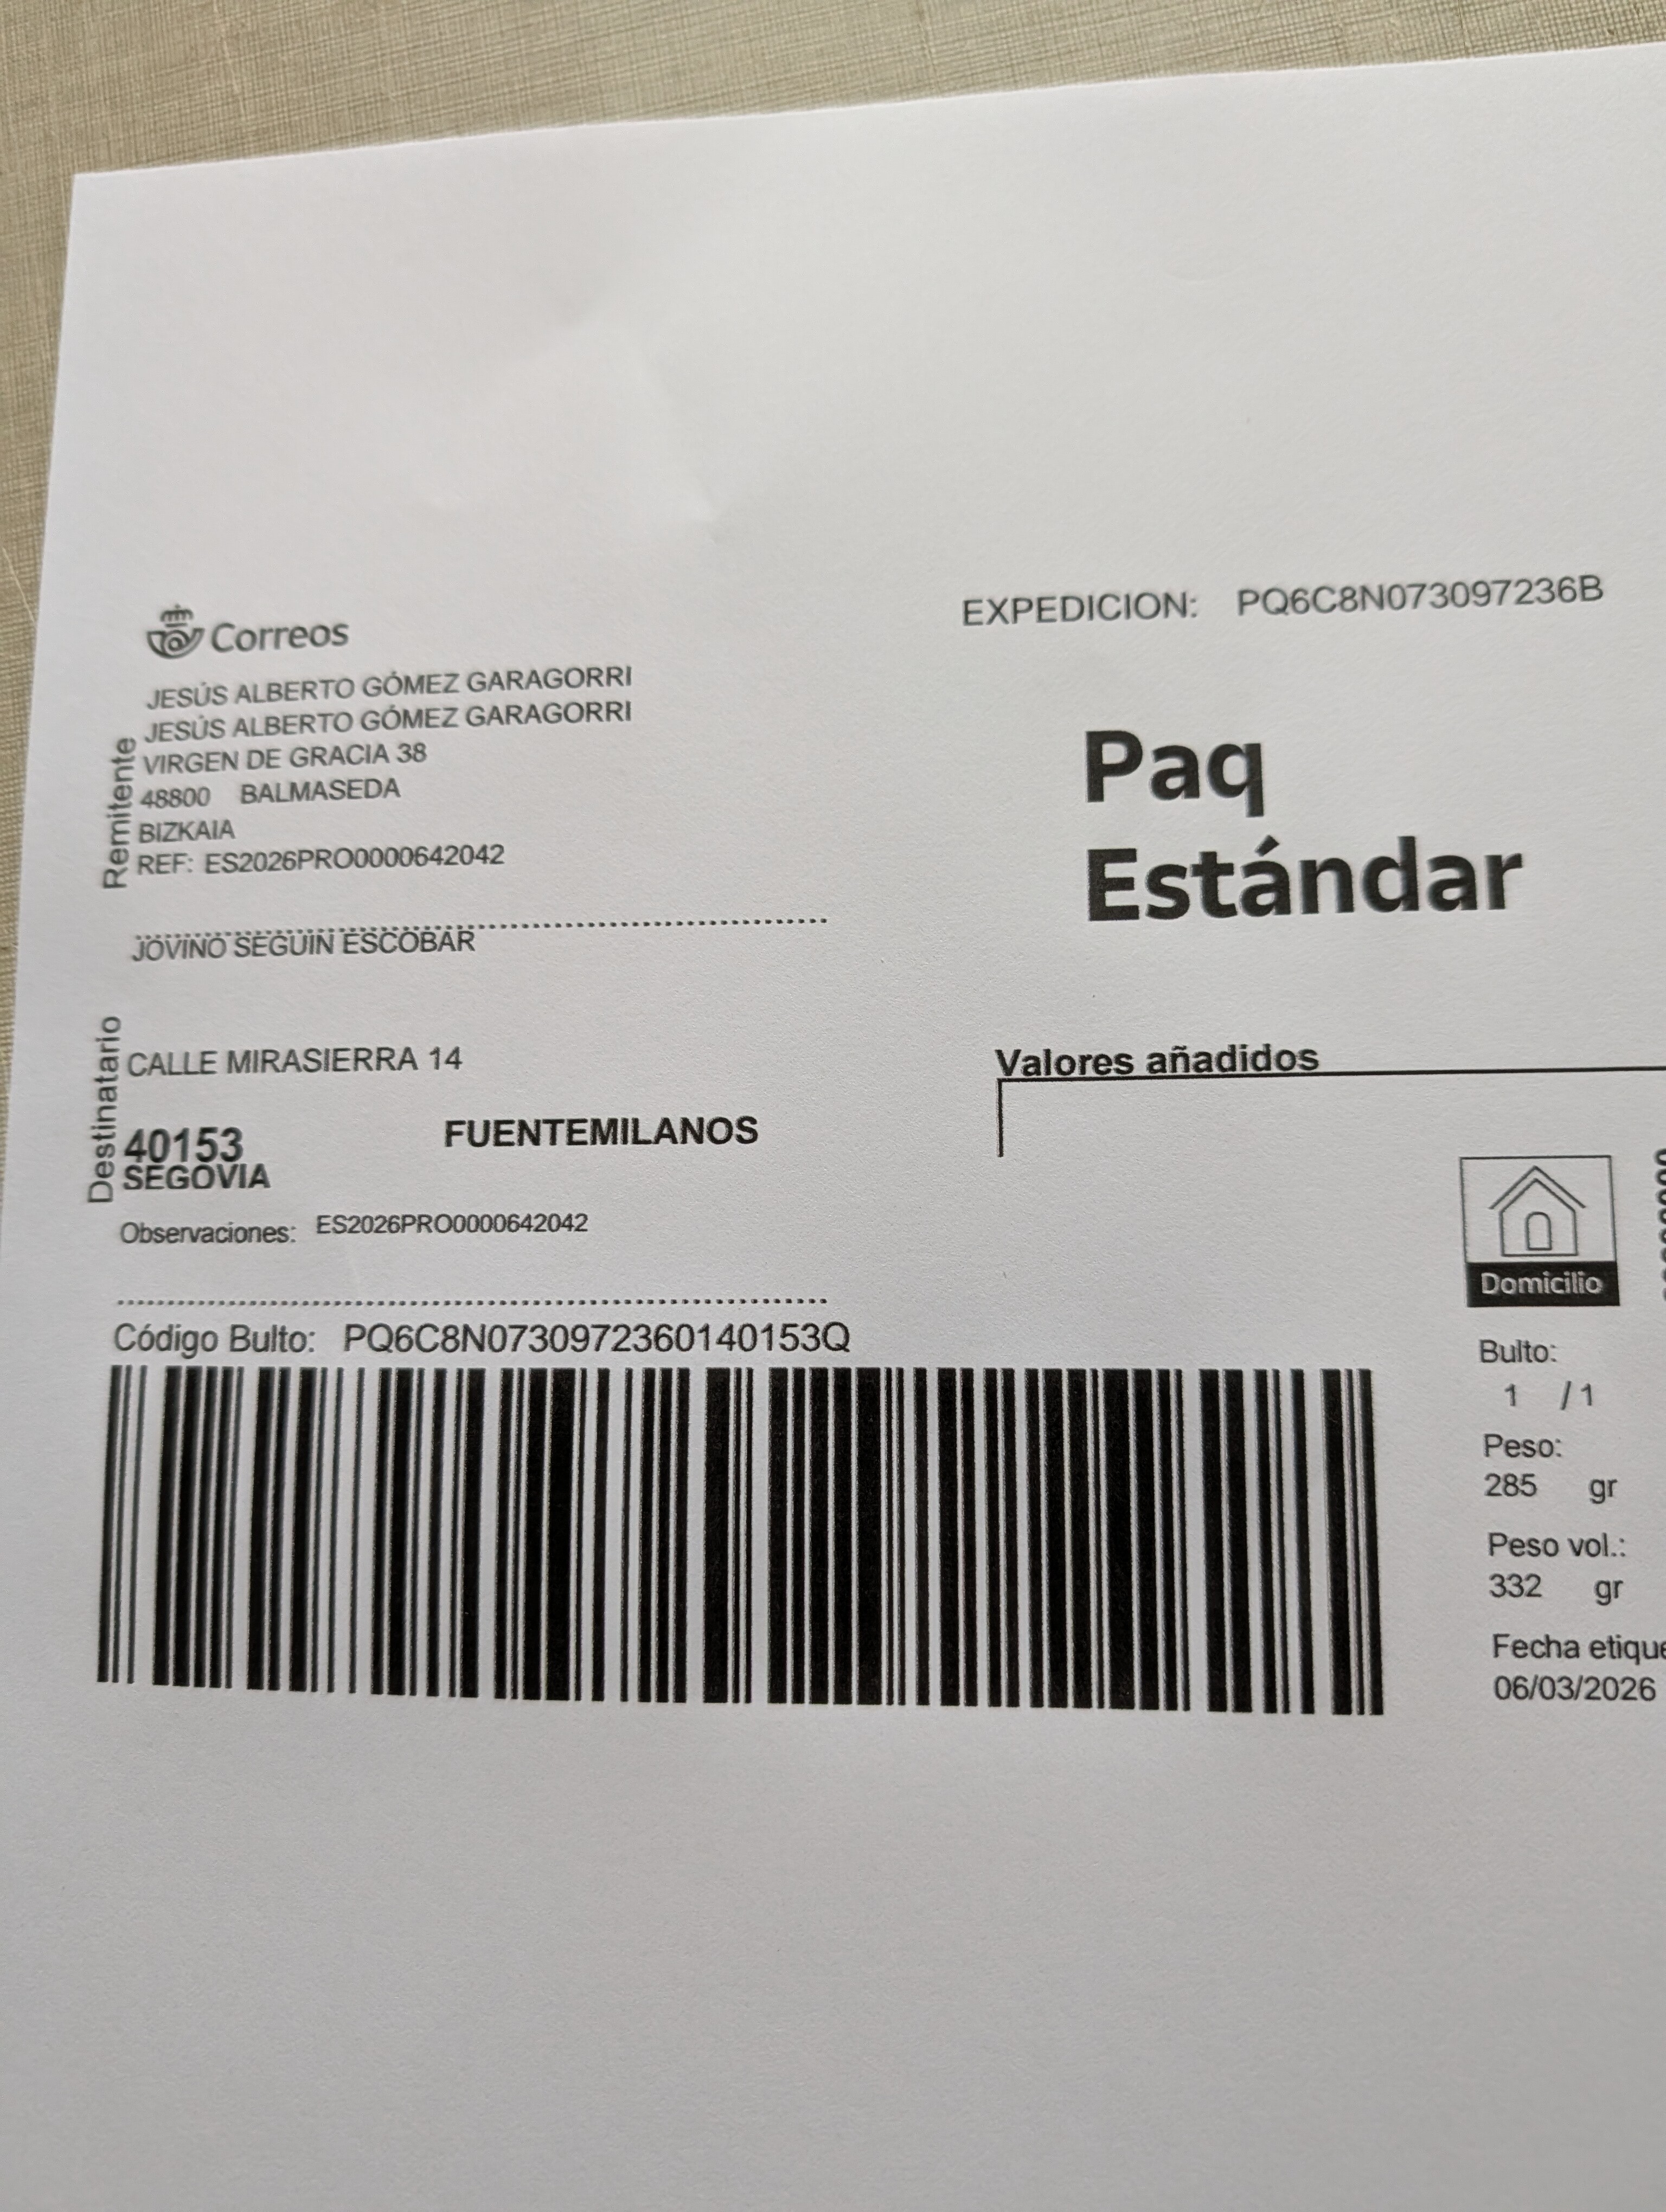 Correos
EXPEDICION: PQ6C8N073097236B
Remitente
JESÚS ALBERTO GÓMEZ GARAGORRI
JESÚS ALBERTO GÓMEZ GARAGORRI
VIRGEN DE GRACIA 38
48800 BALMASEDA
BIZKAIA
REF: ES2026PRO0000642042
Paq
Estándar
Destinatario
JOVINO SEGUIN ESCOBAR
CALLE MIRASIERRA 14
40153 FUENTEMILANOS
SEGOVIA
Observaciones: ES2026PRO0000642042
Valores añadidos
Domicilio
Código Bulto: PQ6C8N0730972360140153Q
Bulto:
1 / 1
Peso:
285 gr
Peso vol.:
332 gr
Fecha etique
06/03/2026